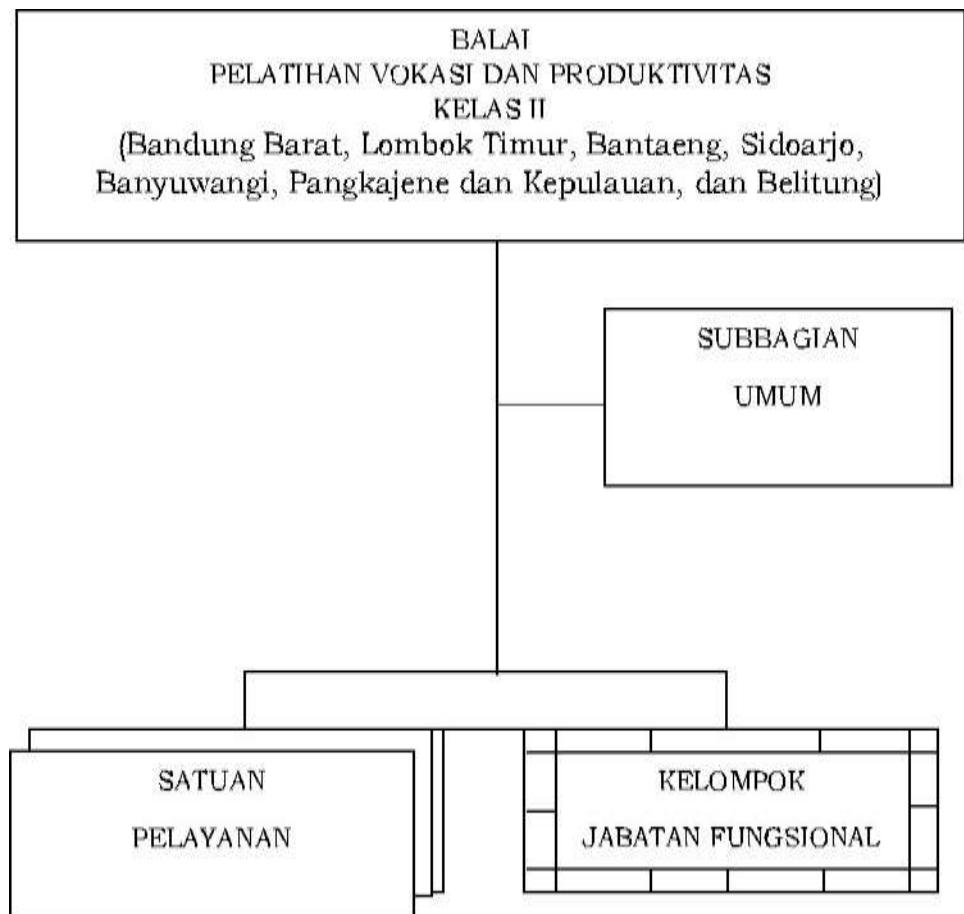 BALAI
PELATIHAN VOKASI DAN PRODUKTIVITAS
KELAS II
(Bandung Barat, Lombok Timur, Bantaeng, Sidoarjo,
Banyuwangi, Pangkajene dan Kepulauan, dan Belitung)
SUBBAGIAN
UMUM
SATUAN
PELAYANAN
KELOMPOK
JABATAN FUNGSIONAL